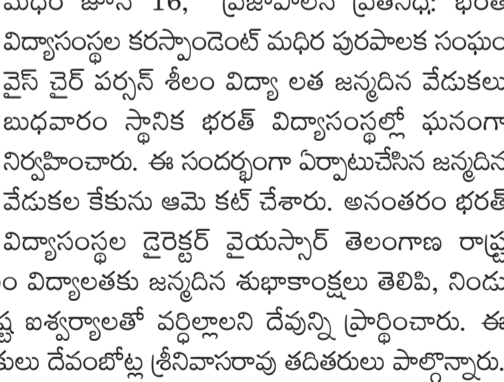 మధిర జూన్ 16, ప్రజాపాలన ప్రతినిధి: భరత్
విద్యాసంస్థల కరస్పాండెంట్ మధిర పురపాలక సంఘం
వైస్ చైర్ పర్సన్ శీలం విద్యా లత జన్మదిన వేడుకలు
బుధవారం స్థానిక భరత్ విద్యాసంస్థల్లో ఘనంగా
నిర్వహించారు. ఈ సందర్భంగా ఏర్పాటుచేసిన జన్మదిన
వేడుకల కేకును ఆమె కట్ చేశారు. అనంతరం భరత్
విద్యాసంస్థల డైరెక్టర్ వైయస్సార్ తెలంగాణ రాష్ట్ర
విద్యాలతకు జన్మదిన శుభాకాంక్షలు తెలిపి, నిండు
ఐశ్వర్యాలతో వర్ధిల్లాలని దేవున్ని ప్రార్థించారు. ఈ
దేవంబోట్ల శ్రీనివాసరావు తదితరులు పాల్గొన్నారు.